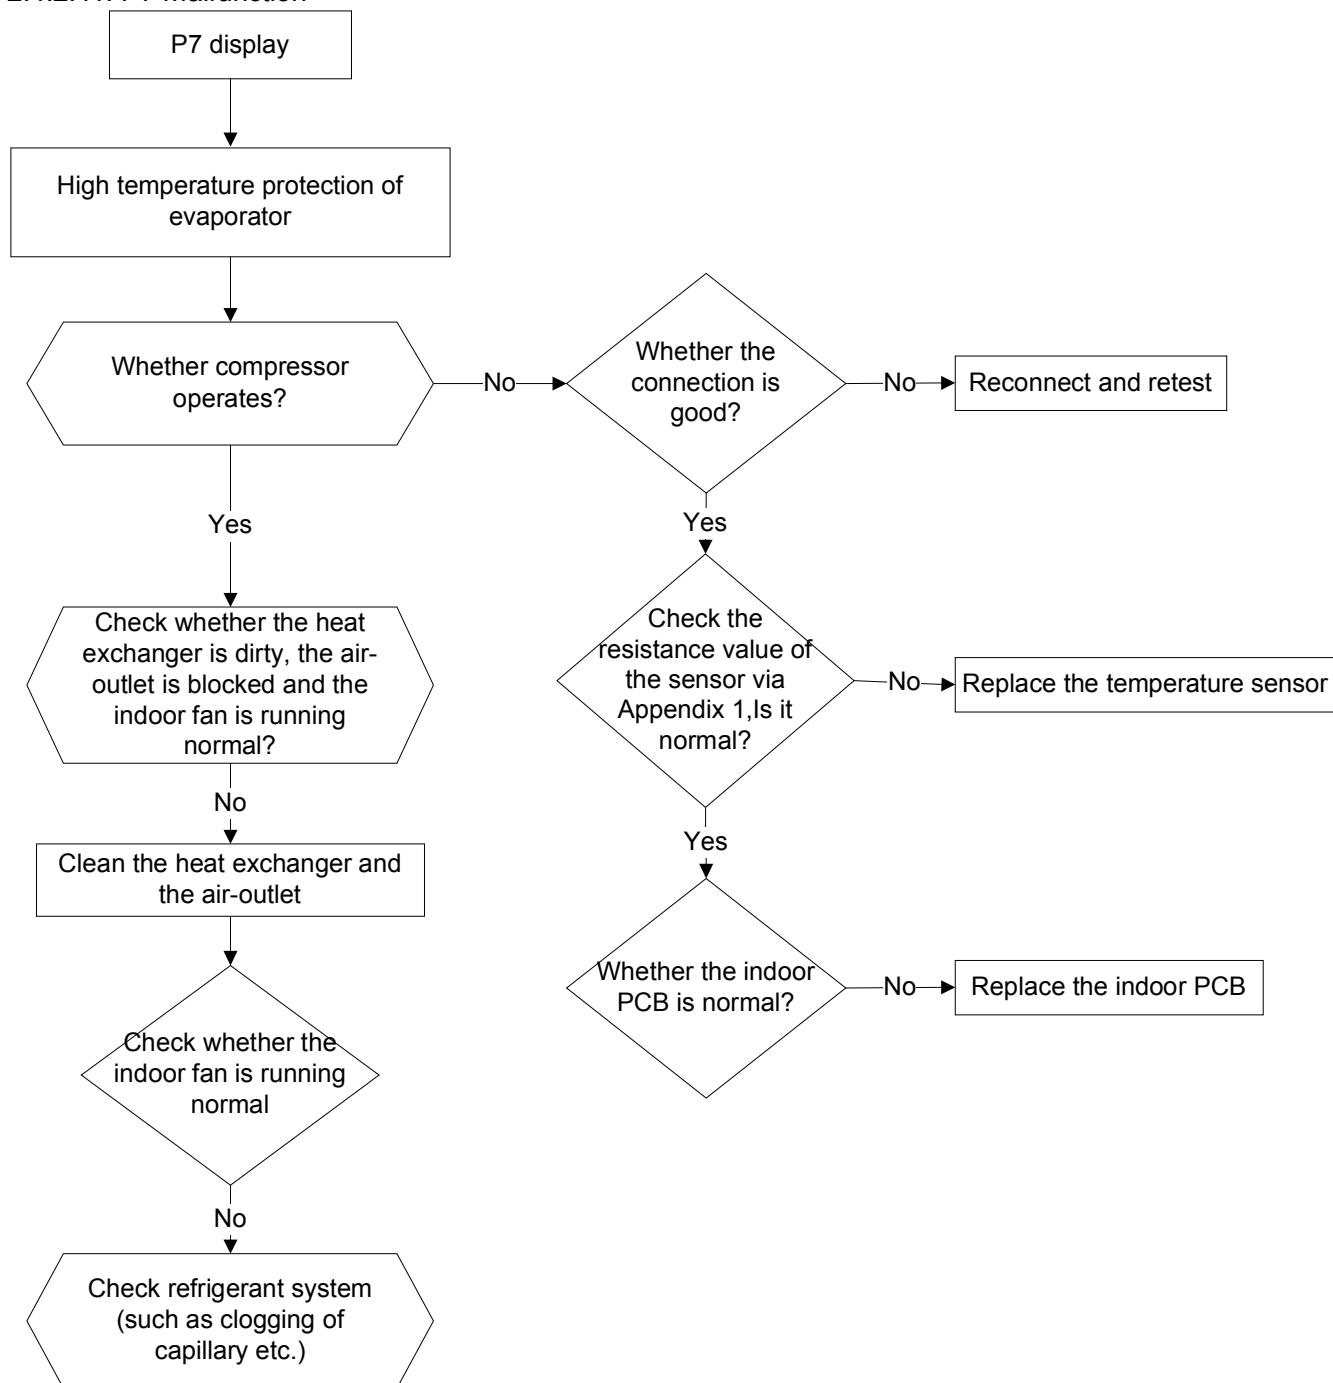 Malfunction
P7 display
High temperature protection of
evaporator
Whether compressor
operates?
No
Whether the
connection is
good?
No
Reconnect and retest
Yes
Yes
Check whether the heat
exchanger is dirty, the air-
outlet is blocked and the
indoor fan is running
normal?
Check the
resistance value of
the sensor via
Appendix 1,Is it
normal?
No
Replace the temperature sensor
No
Yes
Clean the heat exchanger and
the air-outlet
Whether the indoor
PCB is normal?
No
Replace the indoor PCB
Check whether the
indoor fan is running
normal
No
Check refrigerant system
(such as clogging of
capillary etc.)